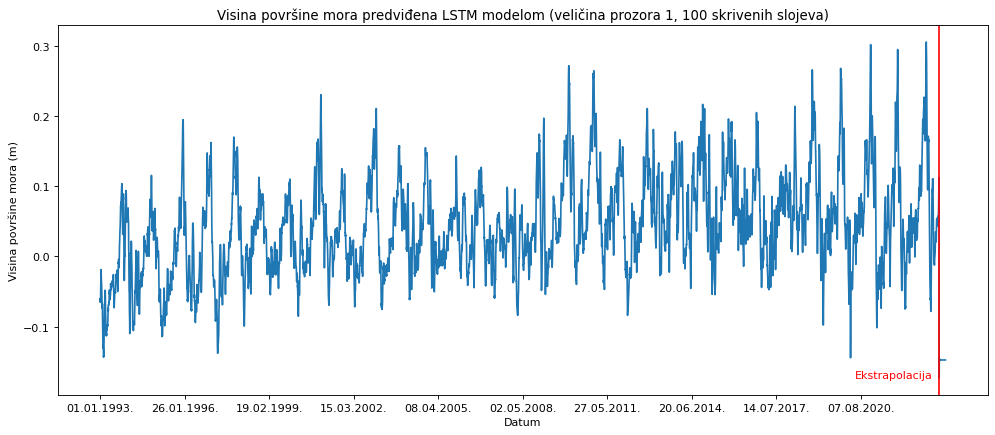 Visina površine mora predviđena LSTM modelom (veličina prozora 1, 100 skrivenih slojeva)
Visina površine mora (m)
0.3
0.2
0.1
0.0
−0.1
Ekstrapolacija
01.01.1993. 26.01.1996. 19.02.1999. 15.03.2002. 08.04.2005. 02.05.2008. 27.05.2011. 20.06.2014. 14.07.2017. 07.08.2020.
Datum